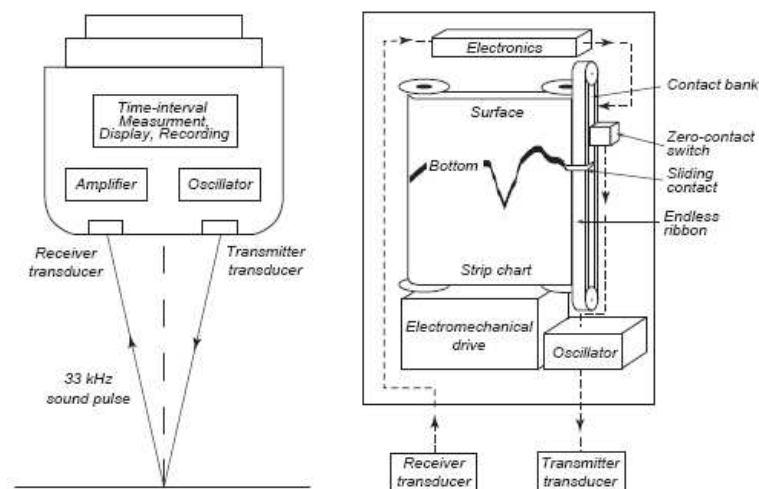 Time-interval
Measurment,
Display, Recording
Amplifier
Oscillator
Receiver
transducer
Transmitter
transducer
33 kHz
sound pulse
Electronics
Contact bank
Surface
Zero-contact
switch
Bottom
Sliding
contact
Endless
ribbon
Strip chart
Electromechanical
drive
Oscillator
Receiver
transducer
Transmitter
transducer